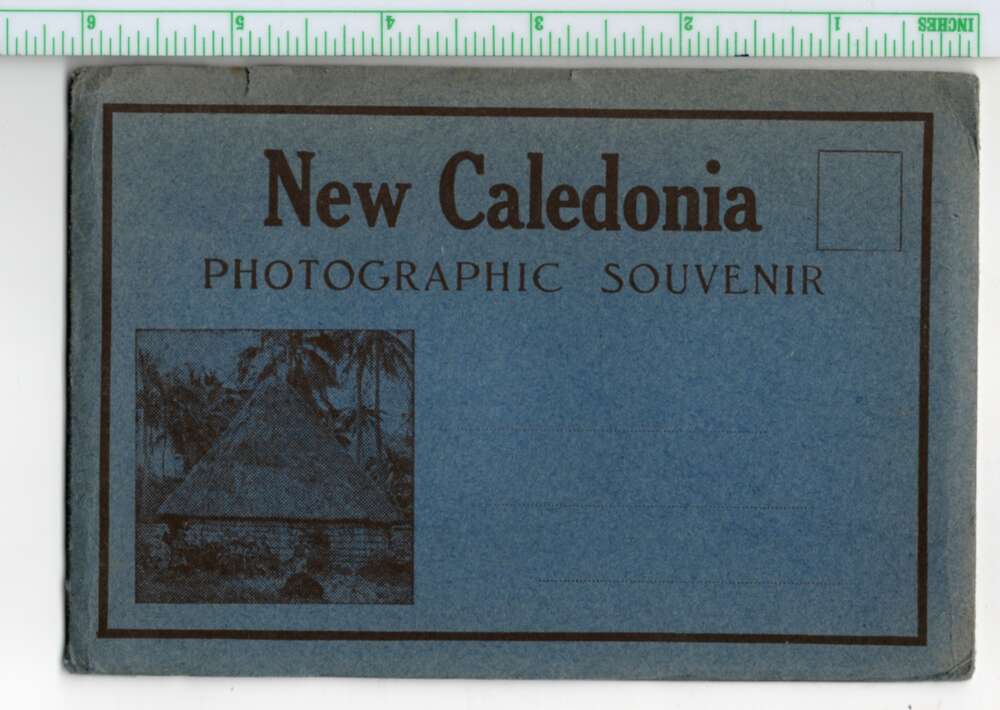 6 5 4 3 2 1 INCHES
New Caledonia
PHOTOGRAPHIC SOUVENIR